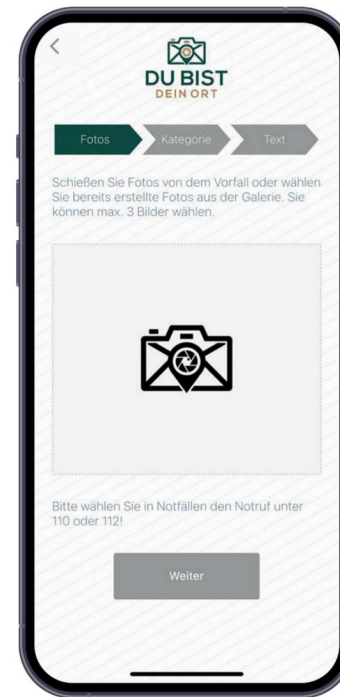 DU BIST
DEIN ORT
Fotos
Kategorie
Text
Schießen Sie Fotos von dem Vorfall oder wählen
Sie bereits erstellte Fotos aus der Galerie. Sie
können max. 3 Bilder wählen.
Bitte wählen Sie in Notfällen den Notruf unter
110 oder 112!
Weiter